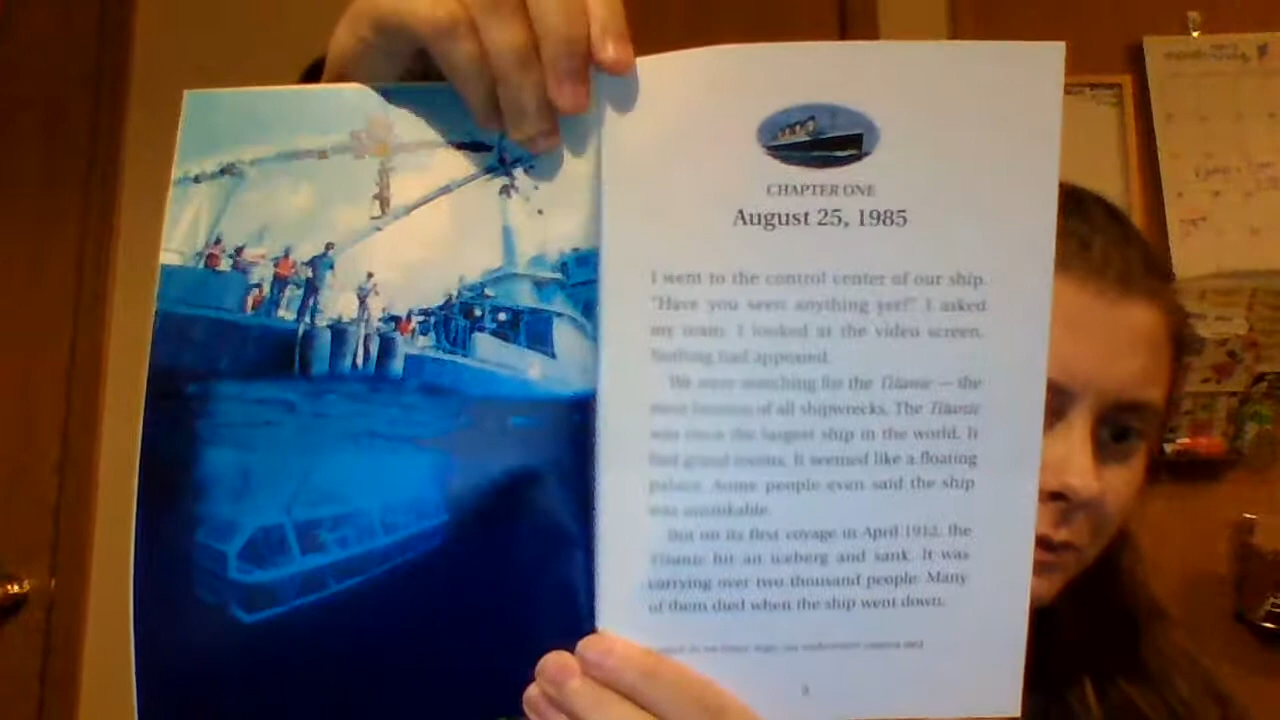 CHAPTER ONE
August 25, 1985
I went to the control center of our ship.
"Have you seen anything yet?" I asked
my team. I looked at the video screen.
Nothing had appeared.
We were searching for the Titanic — the
most famous of all shipwrecks. The Titanic
was once the largest ship in the world. It
had grand rooms. It seemed like a floating
palace. Some people even said the ship
was unsinkable.
But on its first voyage in April 1912, the
Titanic hit an iceberg and sank. It was
carrying over two thousand people. Many
of them died when the ship went down.